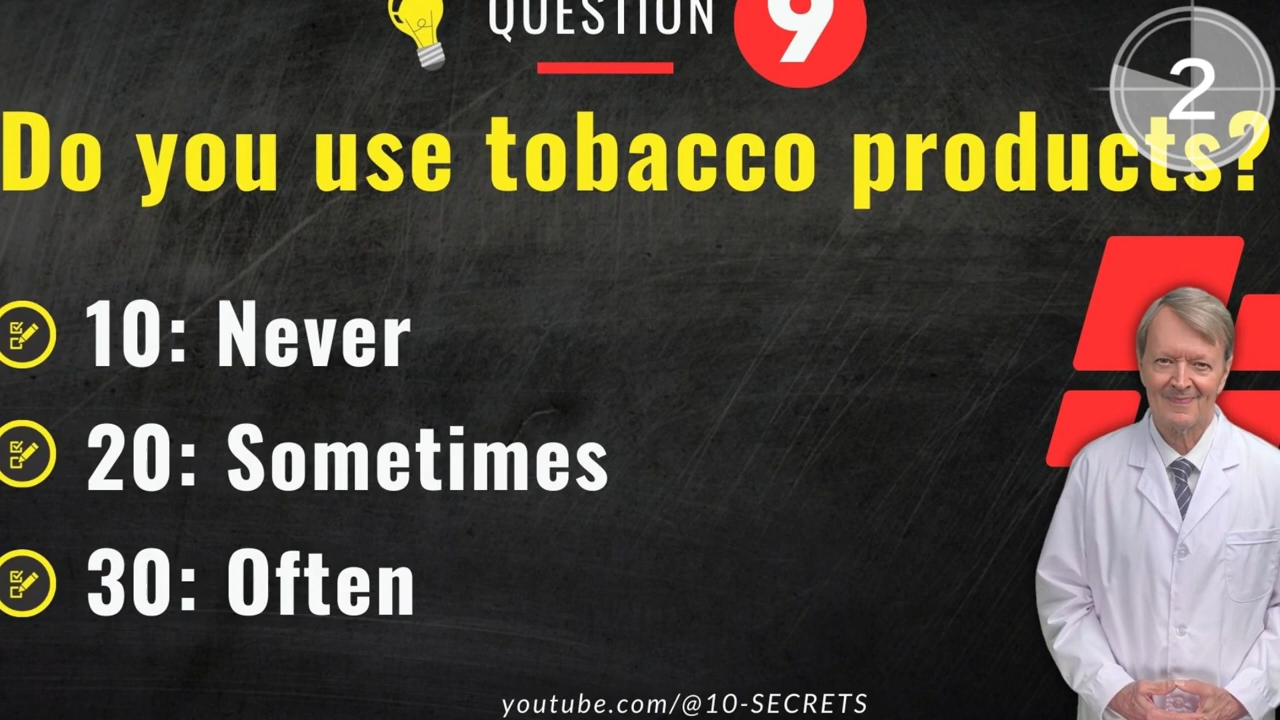 QUESTION 9
2
Do you use tobacco products?
10: Never
20: Sometimes
30: Often
youtube.com/@10-SECRETS